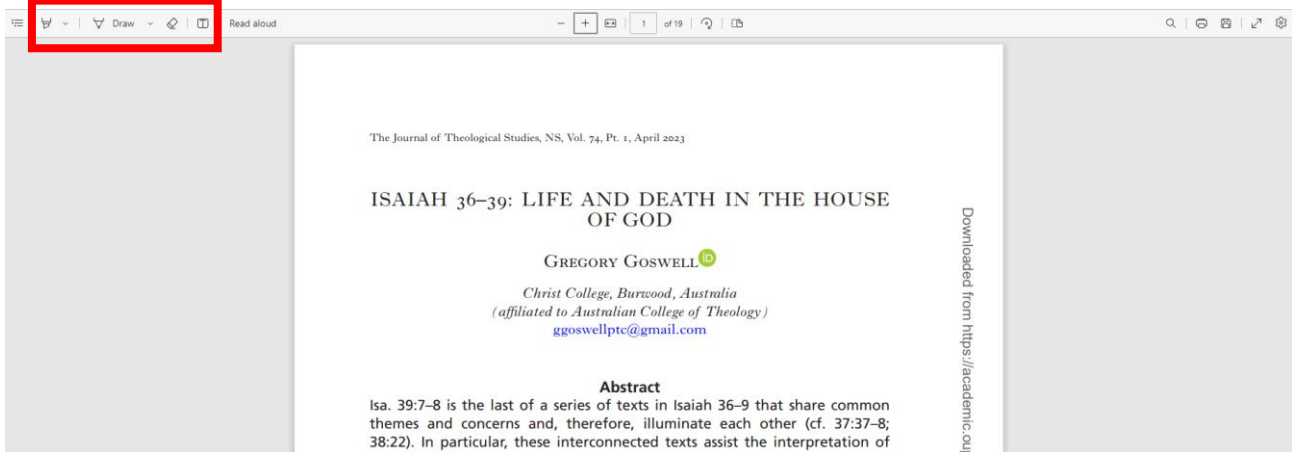 Draw Read aloud 1 of 19
The Journal of Theological Studies, NS, Vol. 74, Pt. 1, April 2023
ISAIAH 36–39: LIFE AND DEATH IN THE HOUSE
OF GOD
GREGORY GOSWELL iD
Christ College, Burwood, Australia
(affiliated to Australian College of Theology)
ggoswellptc@gmail.com
Abstract
Isa. 39:7–8 is the last of a series of texts in Isaiah 36–9 that share common
themes and concerns and, therefore, illuminate each other (cf. 37:37–8;
38:22). In particular, these interconnected texts assist the interpretation of
Downloaded from https://academic.oup